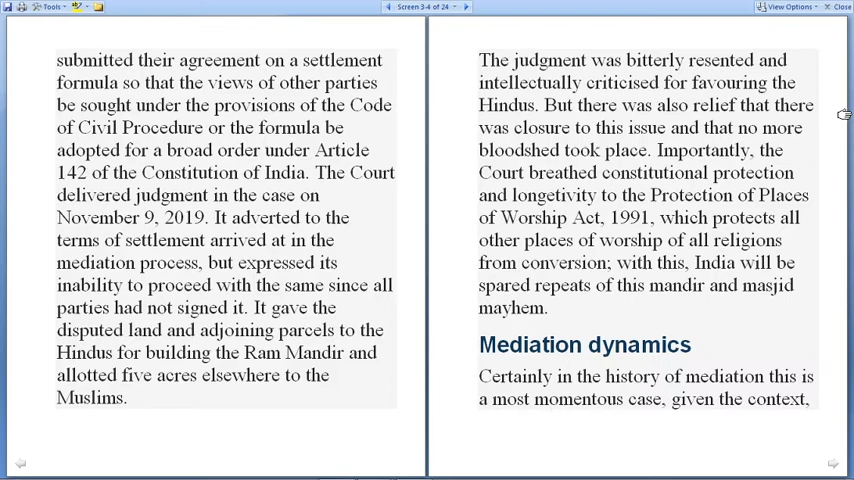 Tools
Screen 3-4 of 24
View Options
Close
submitted their agreement on a settlement
formula so that the views of other parties
be sought under the provisions of the Code
of Civil Procedure or the formula be
adopted for a broad order under Article
142 of the Constitution of India. The Court
delivered judgment in the case on
November 9, 2019. It adverted to the
terms of settlement arrived at in the
mediation process, but expressed its
inability to proceed with the same since all
parties had not signed it. It gave the
disputed land and adjoining parcels to the
Hindus for building the Ram Mandir and
allotted five acres elsewhere to the
Muslims.
The judgment was bitterly resented and
intellectually criticised for favouring the
Hindus. But there was also relief that there
was closure to this issue and that no more
bloodshed took place. Importantly, the
Court breathed constitutional protection
and longetivity to the Protection of Places
of Worship Act, 1991, which protects all
other places of worship of all religions
from conversion; with this, India will be
spared repeats of this mandir and masjid
mayhem.
Mediation dynamics
Certainly in the history of mediation this is
a most momentous case, given the context,